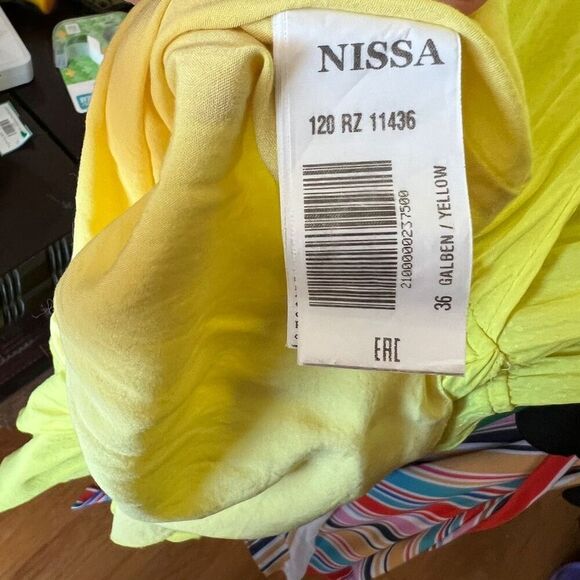 NISSA
120 RZ 11436
2100000237500
36 GALBEN / YELLOW
EAC